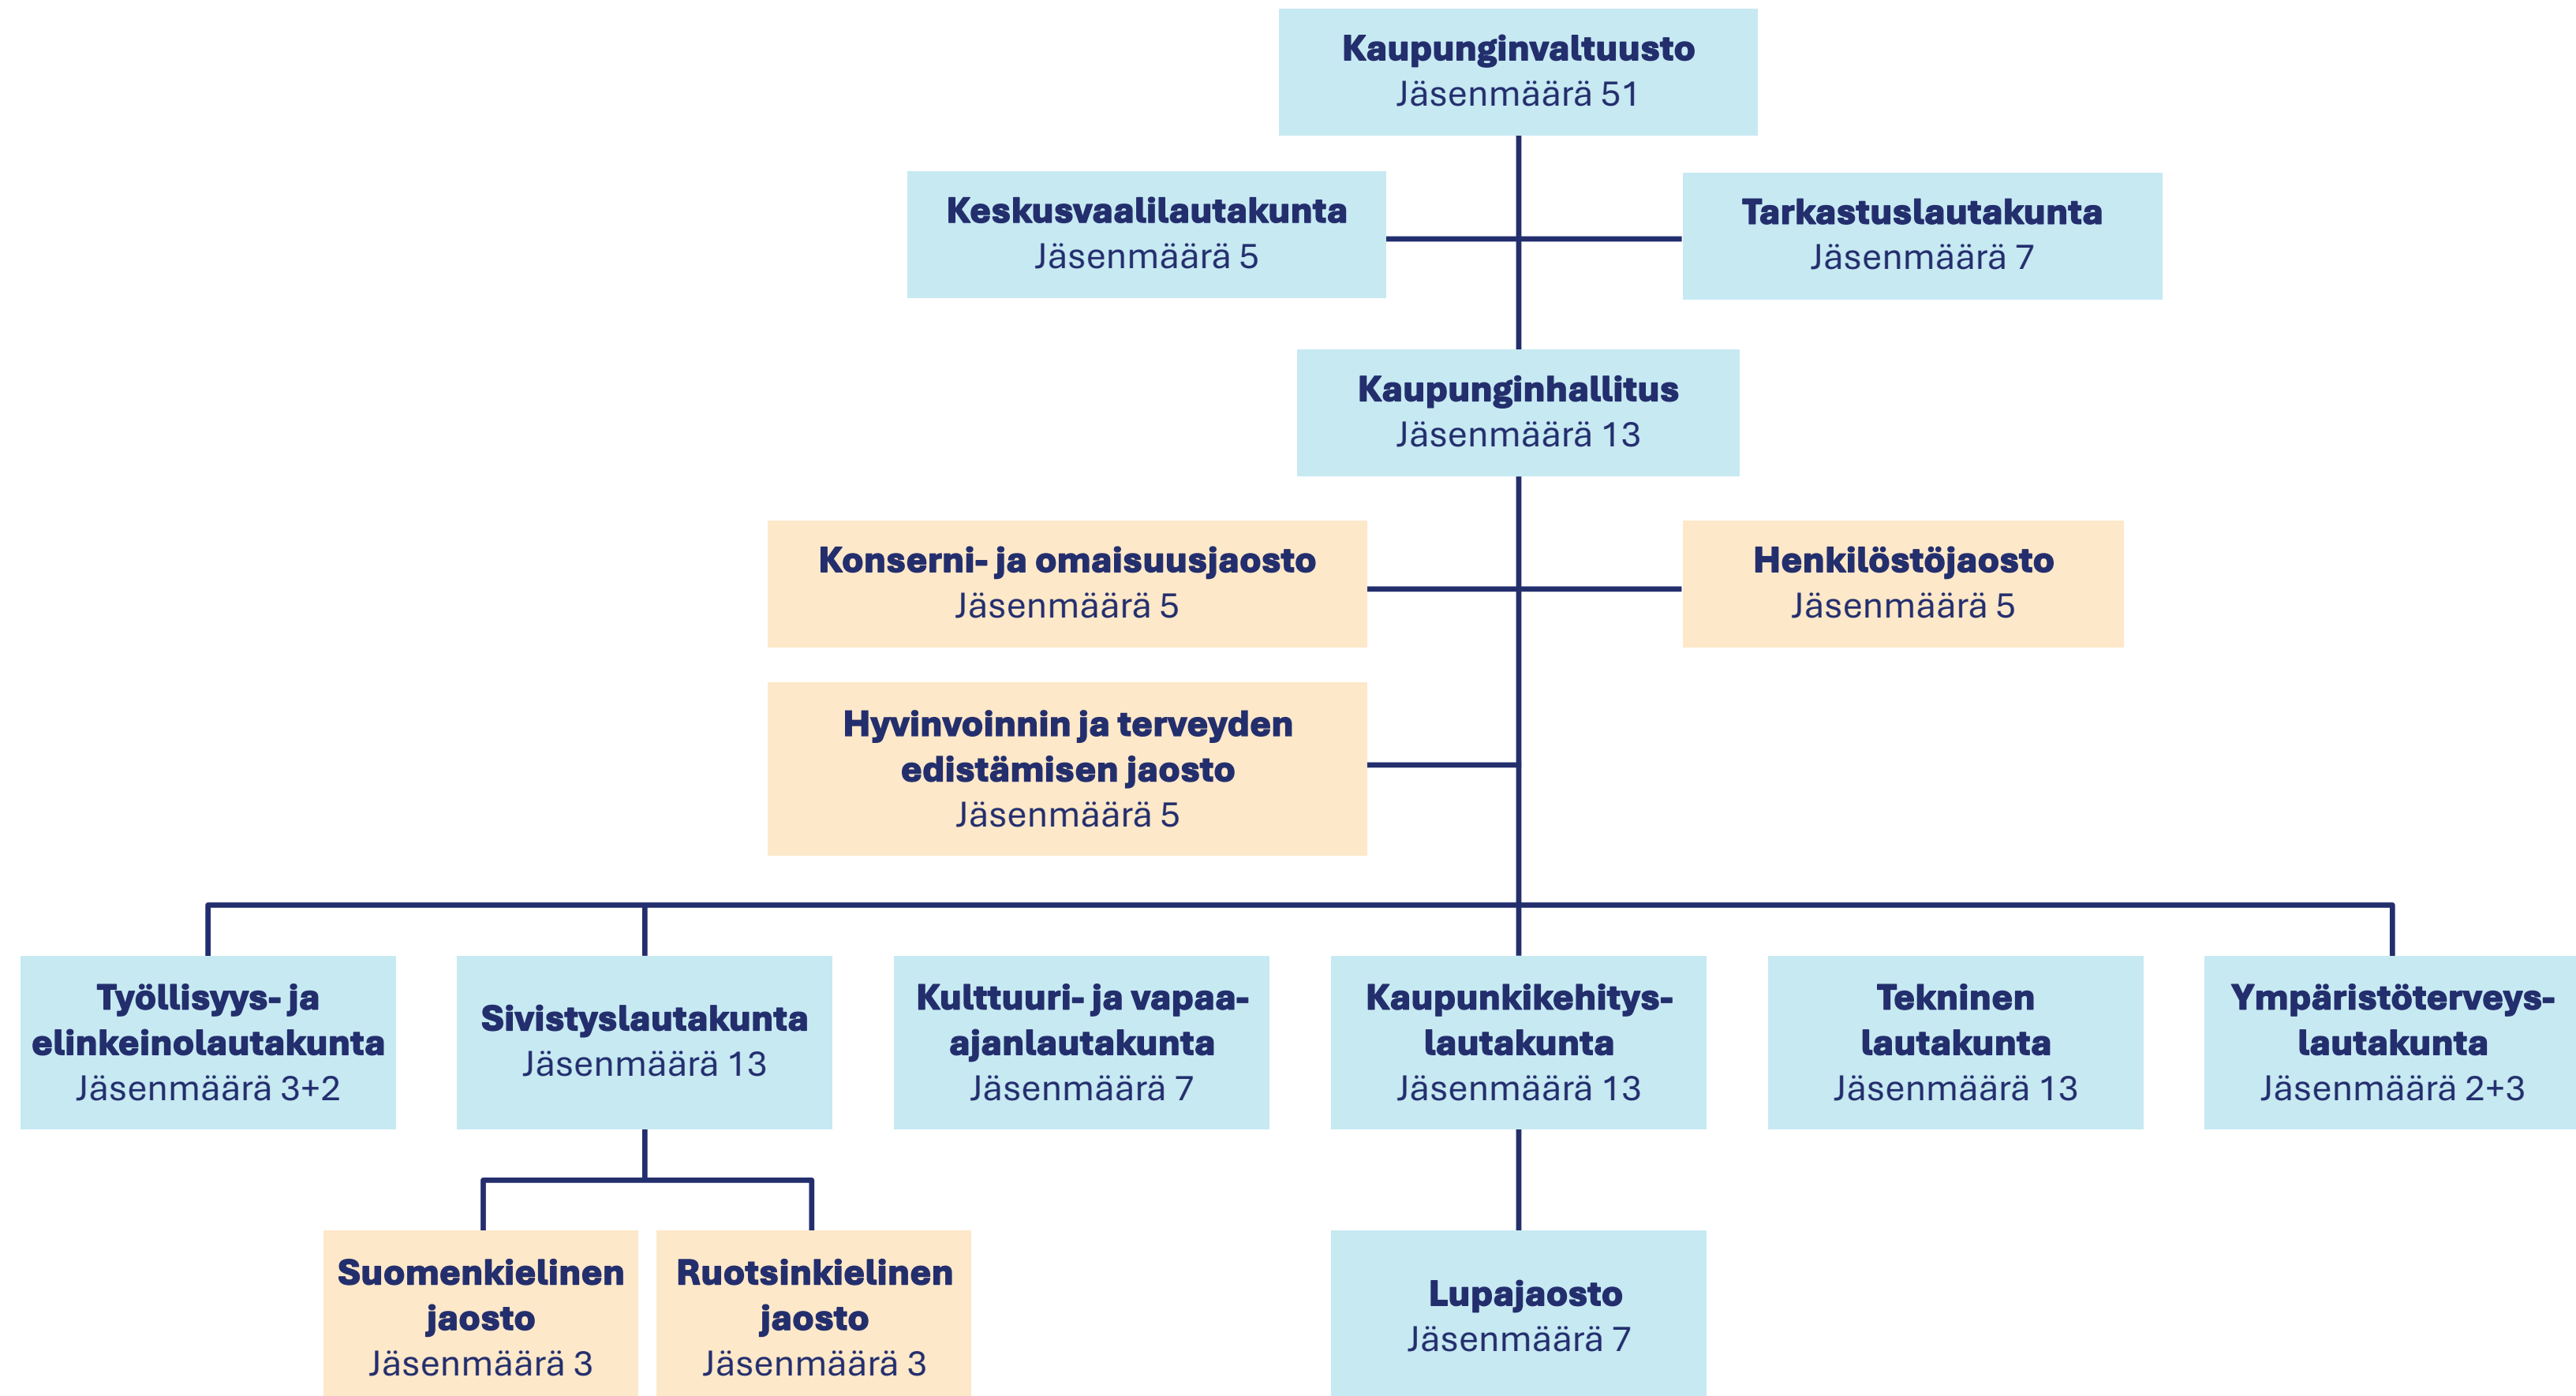 Kaupunginvaltuusto
Jäsenmäärä 51
Keskusvaalilautakunta
Jäsenmäärä 5
Tarkastuslautakunta
Jäsenmäärä 7
Kaupunginhallitus
Jäsenmäärä 13
Konserni- ja omaisuusjaosto
Jäsenmäärä 5
Henkilöstöjaosto
Jäsenmäärä 5
Hyvinvoinnin ja terveyden
edistämisen jaosto
Jäsenmäärä 5
Työllisyys- ja
elinkeinolautakunta
Jäsenmäärä 3+2
Sivistyslautakunta
Jäsenmäärä 13
Kulttuuri- ja vapaa-
ajanlautakunta
Jäsenmäärä 7
Kaupunkikehitys-
lautakunta
Jäsenmäärä 13
Tekninen
lautakunta
Jäsenmäärä 13
Ympäristöterveys-
lautakunta
Jäsenmäärä 2+3
Suomenkielinen
jaosto
Jäsenmäärä 3
Ruotsinkielinen
jaosto
Jäsenmäärä 3
Lupajaosto
Jäsenmäärä 7